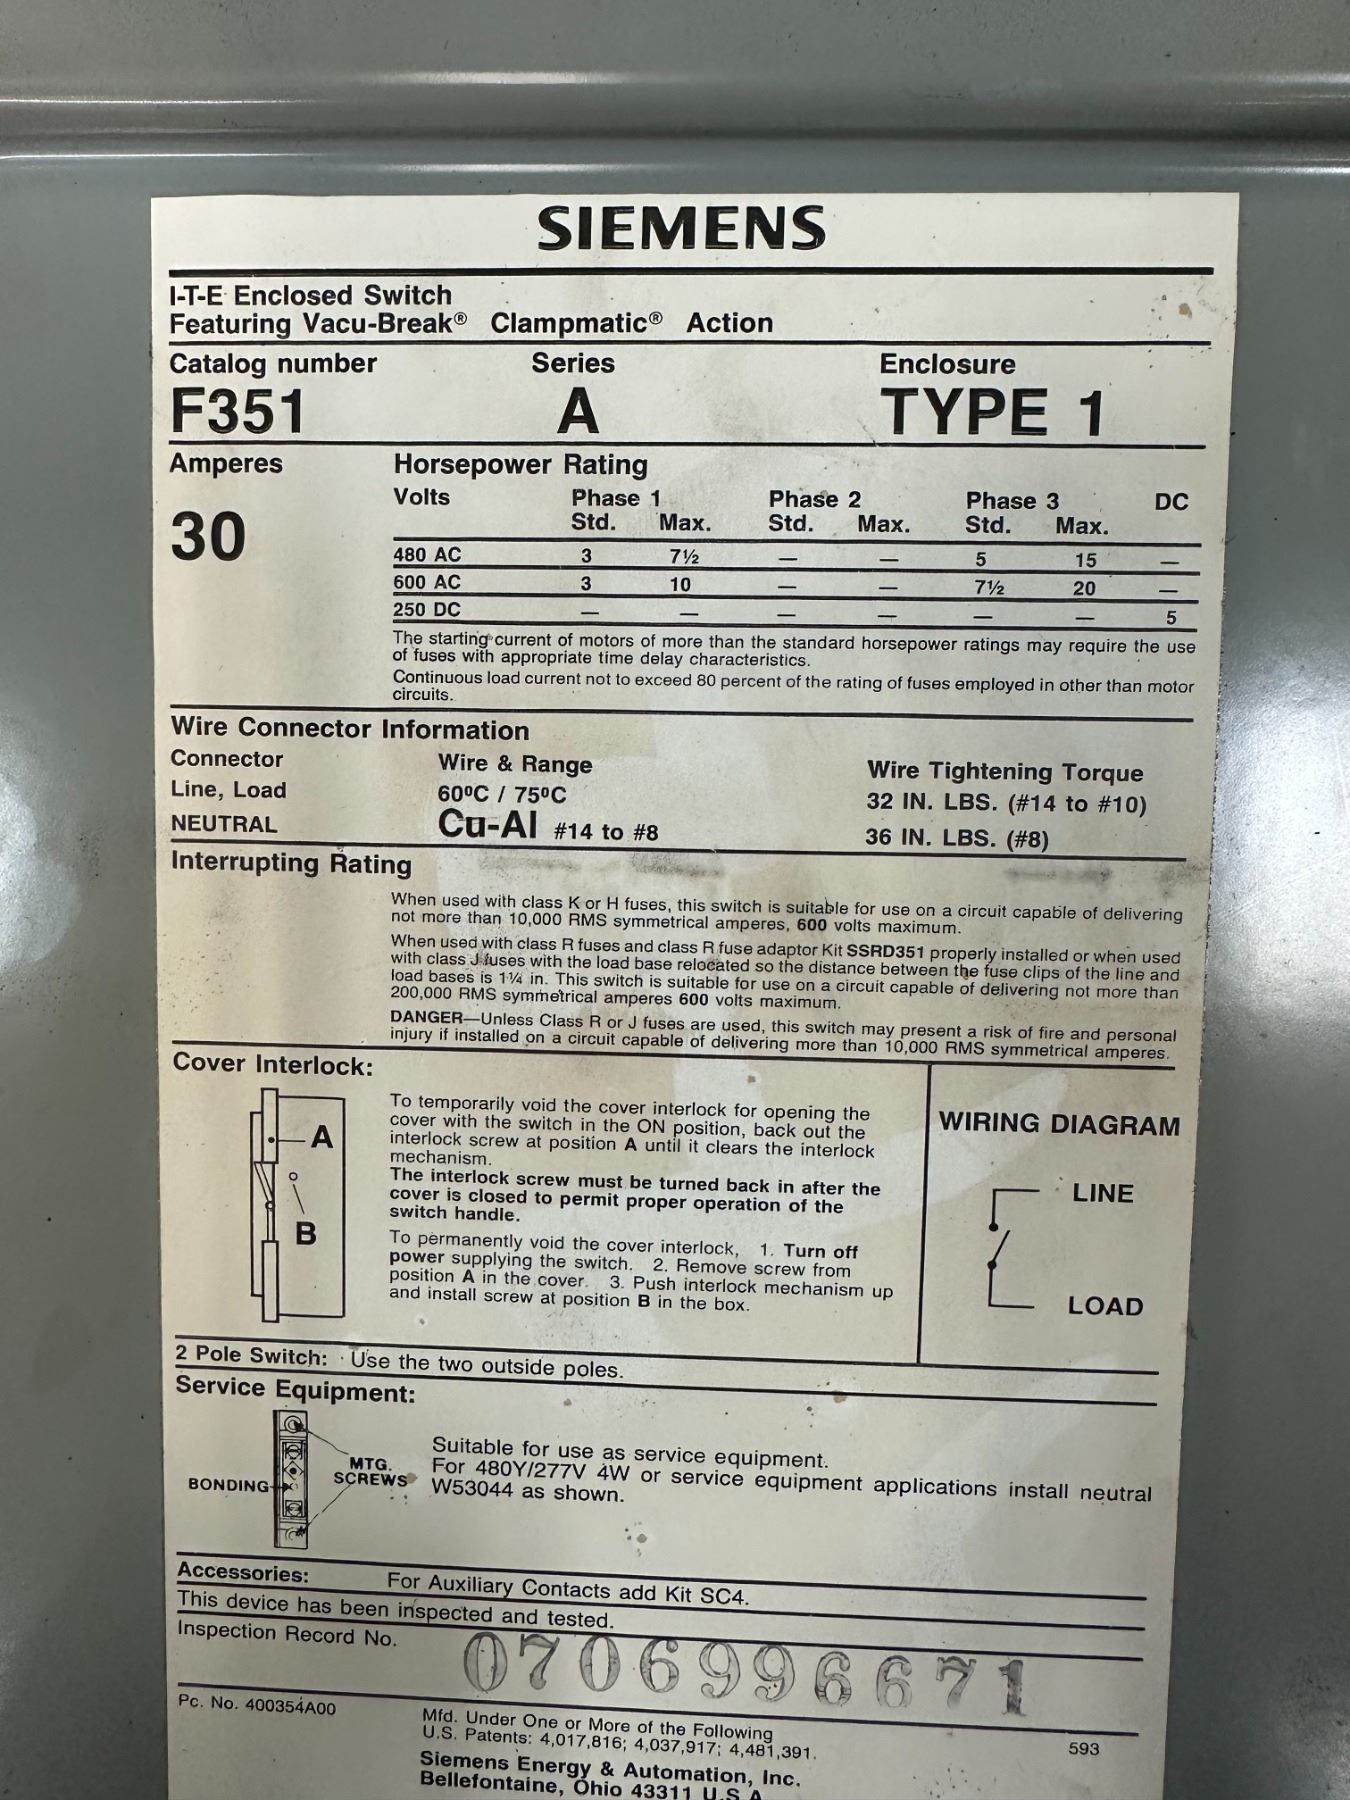 SIEMENS
I-T-E Enclosed Switch
Featuring Vacu-Break® Clampmatic® Action
Catalog number Series Enclosure
F351 A TYPE 1
Amperes Horsepower Rating
30
Volts Phase 1 Phase 2 Phase 3 DC
Std. Max. Std. Max. Std. Max.
480 AC 3 7½ — — 5 15 —
600 AC 3 10 — — 7½ 20 —
250 DC — — — — — — 5
The starting current of motors of more than the standard horsepower ratings may require the use
of fuses with appropriate time delay characteristics.
Continuous load current not to exceed 80 percent of the rating of fuses employed in other than motor
circuits.
Wire Connector Information
Connector Wire & Range Wire Tightening Torque
Line, Load 60ºC / 75ºC 32 IN. LBS. (#14 to #10)
NEUTRAL Cu-Al #14 to #8 36 IN. LBS. (#8)
Interrupting Rating
When used with class K or H fuses, this switch is suitable for use on a circuit capable of delivering
not more than 10,000 RMS symmetrical amperes, 600 volts maximum.
When used with class R fuses and class R fuse adaptor Kit SSRD351 properly installed or when used
with class J fuses with the load base relocated so the distance between the fuse clips of the line and
load bases is 1¼ in. This switch is suitable for use on a circuit capable of delivering not more than
200,000 RMS symmetrical amperes 600 volts maximum.
DANGER—Unless Class R or J fuses are used, this switch may present a risk of fire and personal
injury if installed on a circuit capable of delivering more than 10,000 RMS symmetrical amperes.
Cover Interlock:
A
B
To temporarily void the cover interlock for opening the
cover with the switch in the ON position, back out the
interlock screw at position A until it clears the interlock
mechanism.
The interlock screw must be turned back in after the
cover is closed to permit proper operation of the
switch handle.
To permanently void the cover interlock, 1. Turn off
power supplying the switch. 2. Remove screw from
position A in the cover. 3. Push interlock mechanism up
and install screw at position B in the box.
WIRING DIAGRAM
LINE
LOAD
2 Pole Switch: Use the two outside poles.
Service Equipment:
MTG.
SCREWS
BONDING
Suitable for use as service equipment.
For 480Y/277V 4W or service equipment applications install neutral
W53044 as shown.
Accessories: For Auxiliary Contacts add Kit SC4.
This device has been inspected and tested.
Inspection Record No. 0706996671
Pc. No. 400354A00
Mfd. Under One or More of the Following
U.S. Patents: 4,017,816; 4,037,917; 4,481,391.
593
Siemens Energy & Automation, Inc.
Bellefontaine, Ohio 43311 U.S.A.